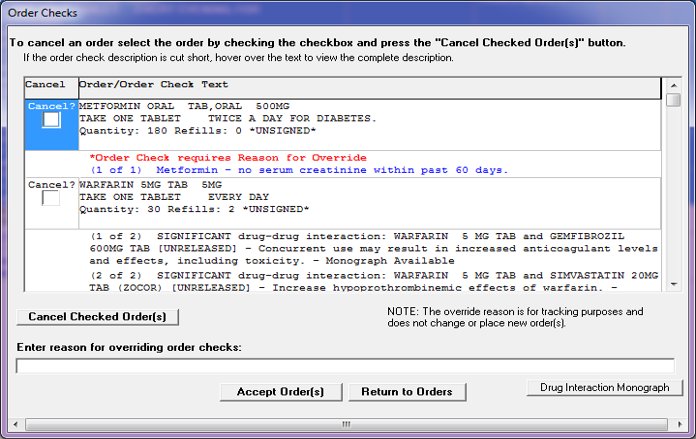 Order Checks
To cancel an order select the order by checking the checkbox and press the "Cancel Checked Order(s)" button.
If the order check description is cut short, hover over the text to view the complete description.
Cancel Order/Order Check Text
Cancel? METFORMIN ORAL TAB,ORAL 500MG
TAKE ONE TABLET TWICE A DAY FOR DIABETES.
Quantity: 180 Refills: 0 *UNSIGNED*
*Order Check requires Reason for Override
(1 of 1) Metformin - no serum creatinine within past 60 days.
Cancel? WARFARIN 5MG TAB 5MG
TAKE ONE TABLET EVERY DAY
Quantity: 30 Refills: 2 *UNSIGNED*
(1 of 2) SIGNIFICANT drug-drug interaction: WARFARIN 5 MG TAB and GEMFIBROZIL
600MG TAB [UNRELEASED] - Concurrent use may result in increased anticoagulant levels
and effects, including toxicity. - Monograph Available
(2 of 2) SIGNIFICANT drug-drug interaction: WARFARIN 5 MG TAB and SIMVASTATIN 20MG
TAB (ZOCOR) [UNRELEASED] - Increase hypoprothrombinemic effects of warfarin. -
Cancel Checked Order(s)
NOTE: The override reason is for tracking purposes and
does not change or place new order(s).
Enter reason for overriding order checks:
Accept Order(s) Return to Orders Drug Interaction Monograph